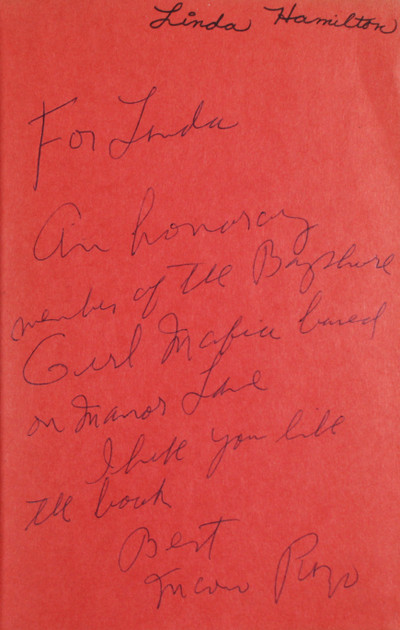 Linda Hamilton
For Linda
An honorary
member of the Bayshore
Girl Mafia based
on Manor Lane
I hope you like
the book
Best
Mario Puzo